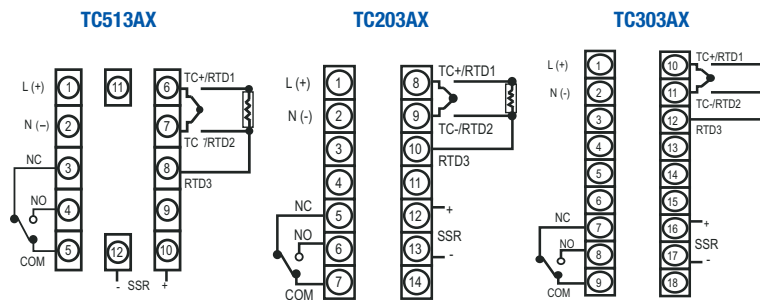 TC513AX
TC203AX
TC303AX
L (+) 1 11 6 TC+/RTD1
N (–) 2 7 TC-/RTD2
NC 3 8 RTD3
NO 4 9
COM 5 12 10
- SSR +
L (+) 1 8 TC+/RTD1
N (-) 2 9 TC-/RTD2
3 10 RTD3
4 11
NC 5 12 +
NO 6 13 SSR -
COM 7 14
L (+) 1 10 TC+/RTD1
N (-) 2 11 TC-/RTD2
3 12 RTD3
4 13
5 14
6 15
NC 7 16 +
NO 8 17 SSR -
COM 9 18